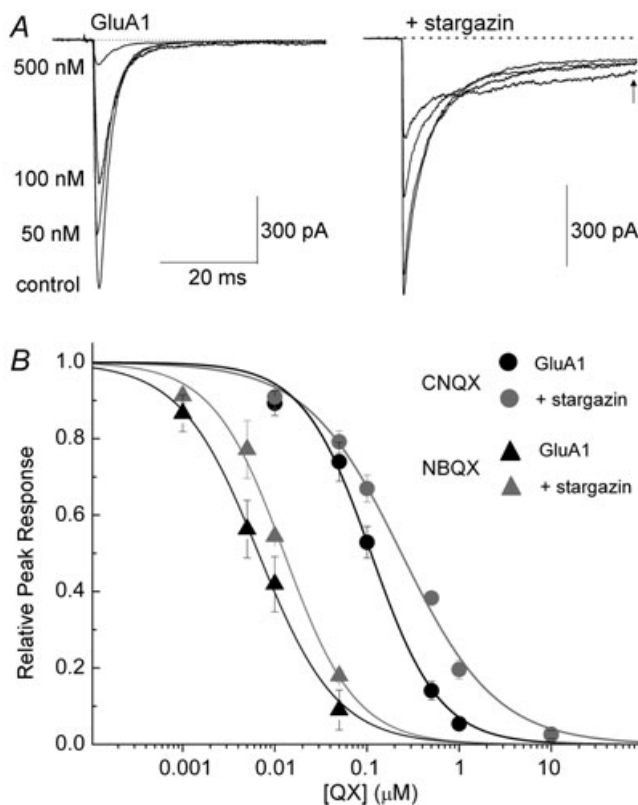 A
GluA1
+ stargazin
500 nM
100 nM
50 nM
control
300 pA
20 ms
300 pA
B
1.0
0.8
0.6
0.4
0.2
0.0
Relative Peak Response
CNQX
GluA1
+ stargazin
NBQX
GluA1
+ stargazin
0.001 0.01 0.1 1 10
[QX] (μM)